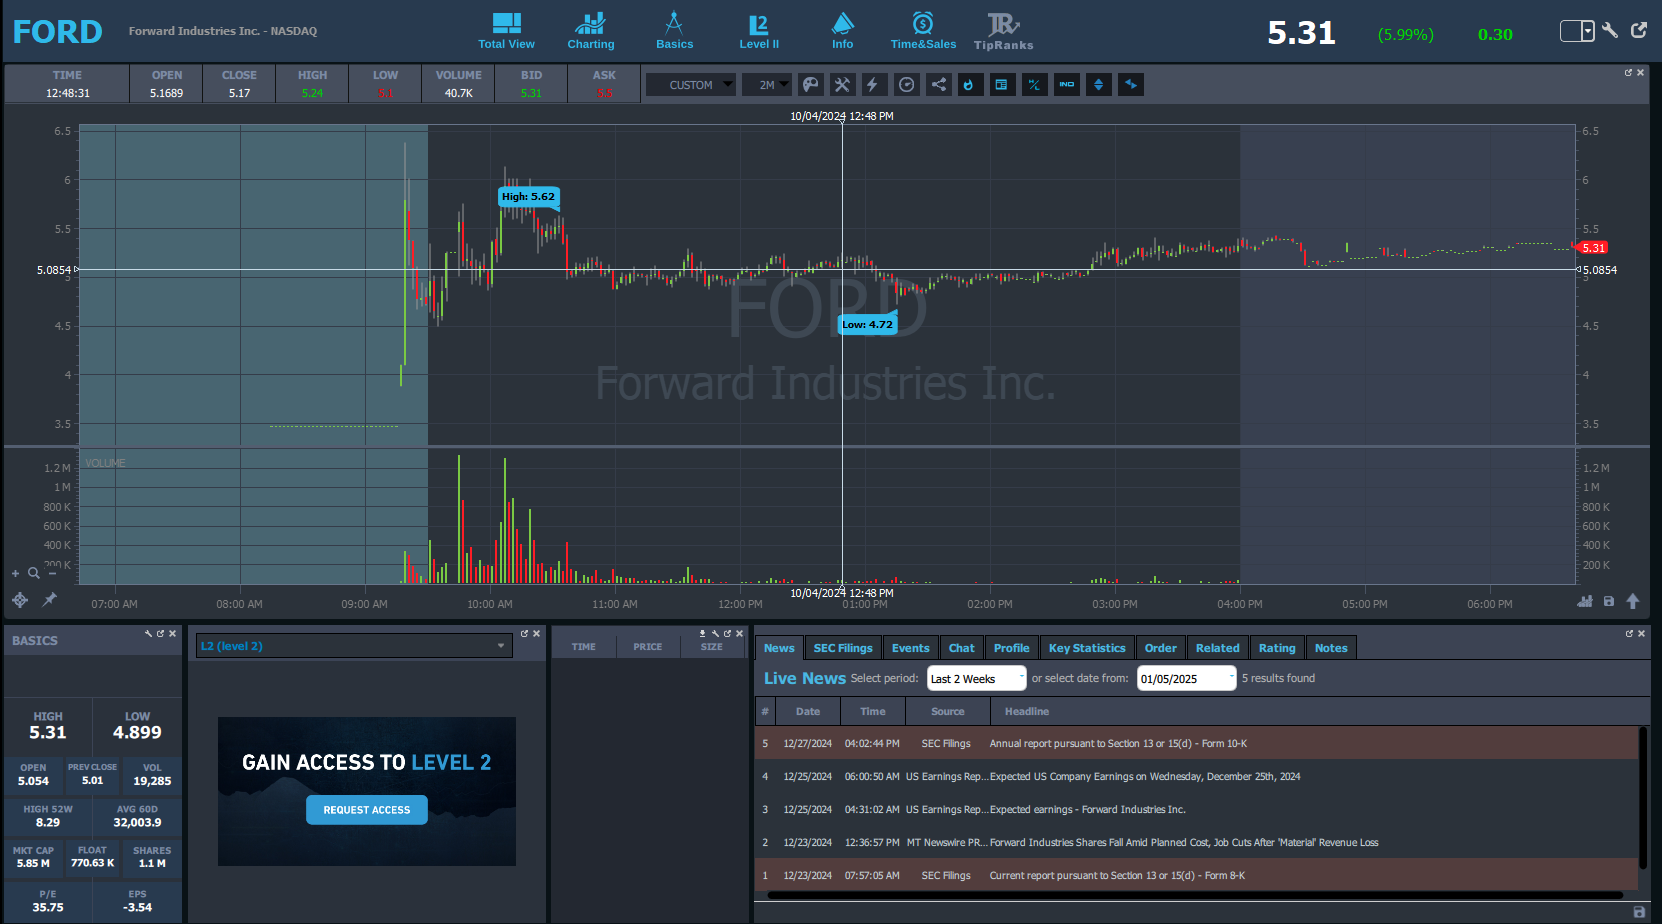 FORD
Forward Industries Inc. - NASDAQ
Total View
Charting
Basics
L2
Level II
Info
Time&Sales
TipRanks
5.31
(5.99%)
0.30
TIME OPEN CLOSE HIGH LOW VOLUME BID ASK
12:48:31 5.1689 5.17 5.24 5.1 40.7K 5.31 5.5
CUSTOM
2M
IND
10/04/2024 12:48 PM
6.5 6.5
6 6
High: 5.62
5.5 5.5
5.31
5.0854 5.0854
5 5
FORD
4.5 4.5
Low: 4.72
Forward Industries Inc.
4 4
3.5 3.5
VOLUME
1.2 M 1.2 M
1 M 1 M
800 K 800 K
600 K 600 K
400 K 400 K
200 K 200 K
10/04/2024 12:48 PM
07:00 AM 08:00 AM 09:00 AM 10:00 AM 11:00 AM 12:00 PM 01:00 PM 02:00 PM 03:00 PM 04:00 PM 05:00 PM 06:00 PM
BASICS
HIGH LOW
5.31 4.899
OPEN PREV CLOSE VOL
5.054 5.01 19,285
HIGH 52W AVG 60D
8.29 32,003.9
MKT CAP FLOAT SHARES
5.85 M 770.63 K 1.1 M
P/E EPS
35.75 -3.54
L2 (level 2)
GAIN ACCESS TO LEVEL 2
REQUEST ACCESS
TIME PRICE SIZE
News SEC Filings Events Chat Profile Key Statistics Order Related Rating Notes
Live News Select period: Last 2 Weeks or select date from: 01/05/2025 5 results found
# Date Time Source Headline
5 12/27/2024 04:02:44 PM SEC Filings Annual report pursuant to Section 13 or 15(d) - Form 10-K
4 12/25/2024 06:00:50 AM US Earnings Rep... Expected US Company Earnings on Wednesday, December 25th, 2024
3 12/25/2024 04:31:02 AM US Earnings Rep... Expected earnings - Forward Industries Inc.
2 12/23/2024 12:36:57 PM MT Newswire PR... Forward Industries Shares Fall Amid Planned Cost, Job Cuts After 'Material' Revenue Loss
1 12/23/2024 07:57:05 AM SEC Filings Current report pursuant to Section 13 or 15(d) - Form 8-K